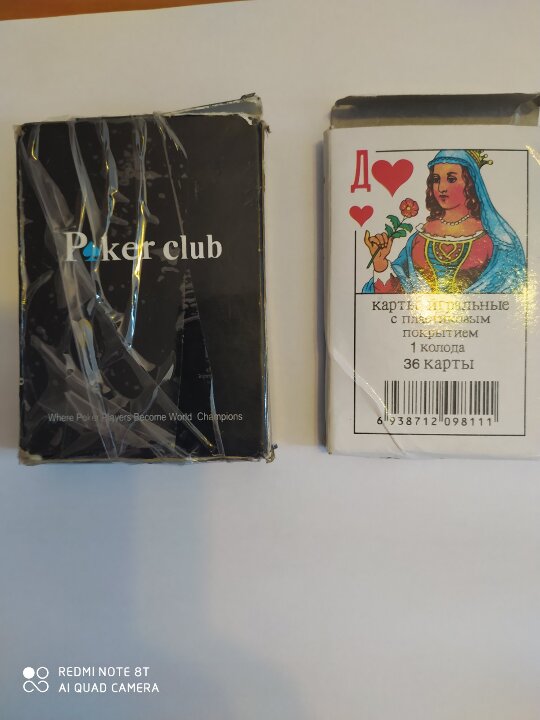 Poker club
Where Poker Players Become World Champions
Д
карты игральные
с пластиковым
покрытием
1 колода
36 карты
6 938712 098111
REDMI NOTE 8T
AI QUAD CAMERA